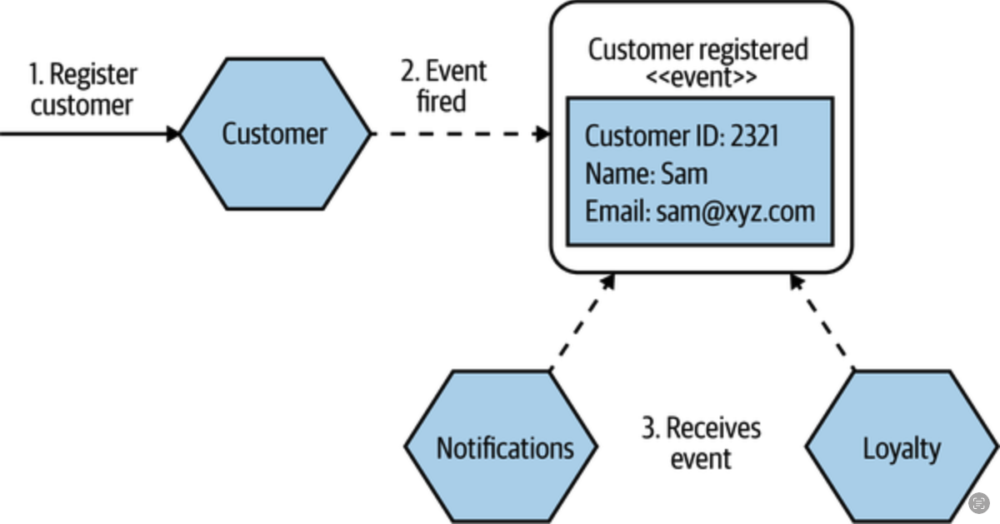 1. Register
customer
Customer
2. Event
fired
Customer registered
<<event>>
Customer ID: 2321
Name: Sam
Email: sam@xyz.com
Notifications
3. Receives
event
Loyalty